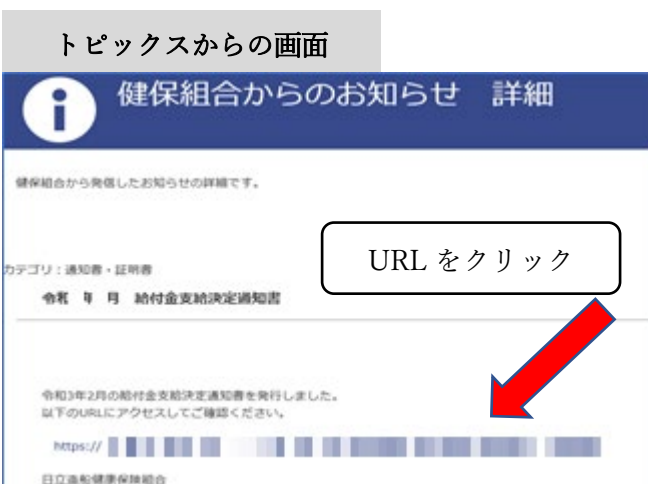 トピックスからの画面
健保組合からのお知らせ 詳細
健保組合から発信したお知らせの詳細です。
URL をクリック
カテゴリ：通知書・証明書
令和 年 月 給付金支給決定通知書
令和3年2月の給付金支給決定通知書を発行しました。
以下のURLにアクセスしてご確認ください。
https://
日立造船健康保険組合